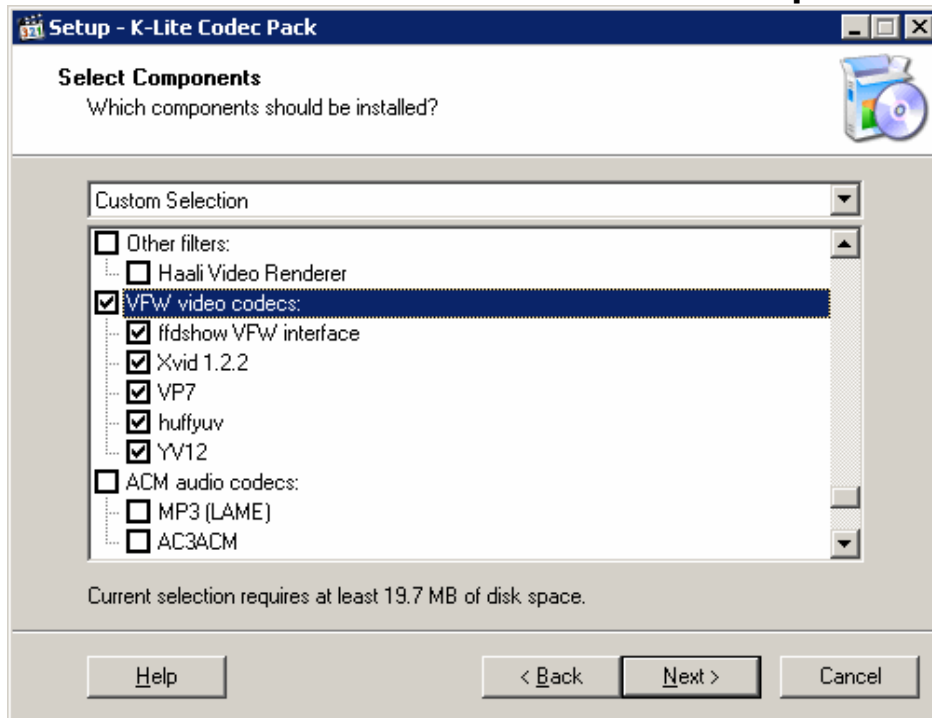 Setup - K-Lite Codec Pack
Select Components
Which components should be installed?
Custom Selection
Other filters:
Haali Video Renderer
VFW video codecs:
ffdshow VFW interface
Xvid 1.2.2
VP7
huffyuv
YV12
ACM audio codecs:
MP3 (LAME)
AC3ACM
Current selection requires at least 19.7 MB of disk space.
Help
< Back
Next >
Cancel